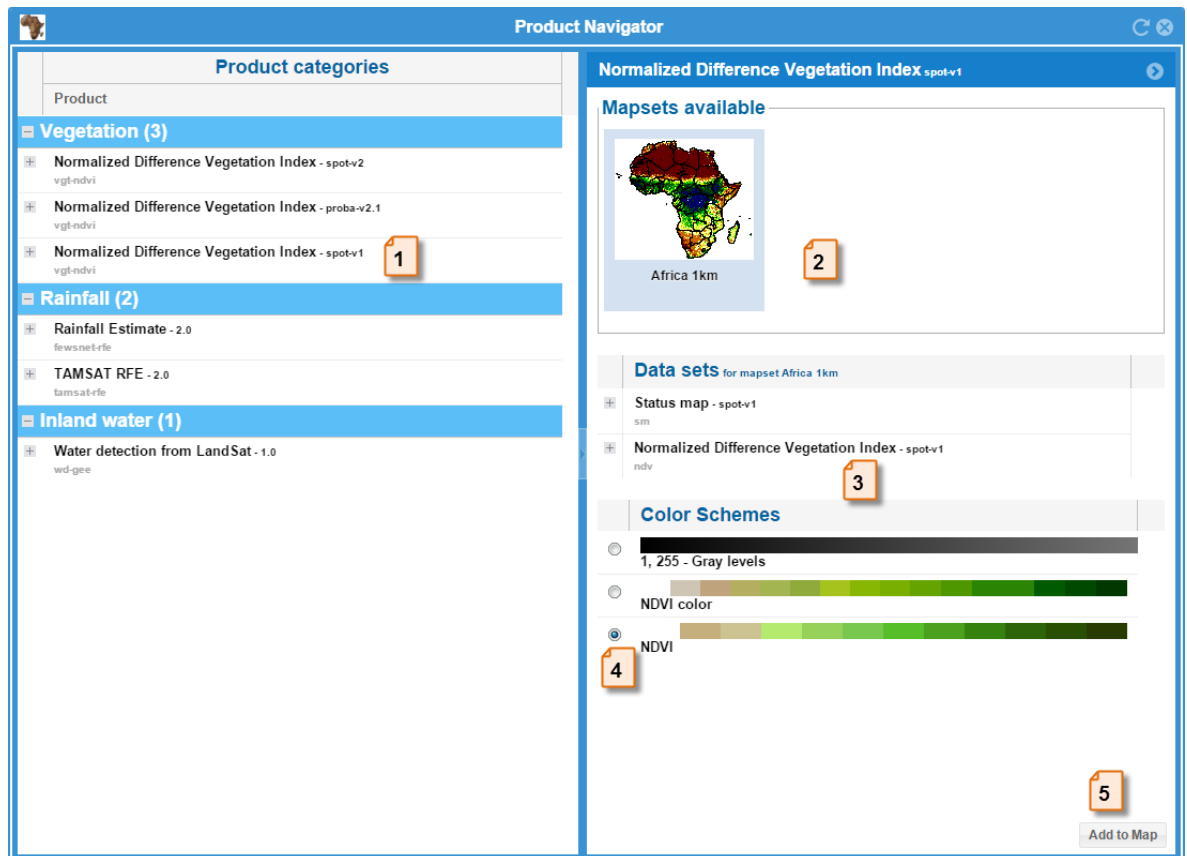 Product Navigator
Product categories
Product
Vegetation (3)
Normalized Difference Vegetation Index - spot-v2
vgt-ndvi
Normalized Difference Vegetation Index - proba-v2.1
vgt-ndvi
Normalized Difference Vegetation Index - spot-v1
vgt-ndvi
1
Rainfall (2)
Rainfall Estimate - 2.0
fewsnet-rfe
TAMSAT RFE - 2.0
tamsat-rfe
Inland water (1)
Water detection from LandSat - 1.0
wd-gee
Normalized Difference Vegetation Index spot-v1
Mapsets available
Africa 1km
2
Data sets for mapset Africa 1km
Status map - spot-v1
sm
Normalized Difference Vegetation Index - spot-v1
ndv
3
Color Schemes
1, 255 - Gray levels
NDVI color
NDVI
4
5
Add to Map